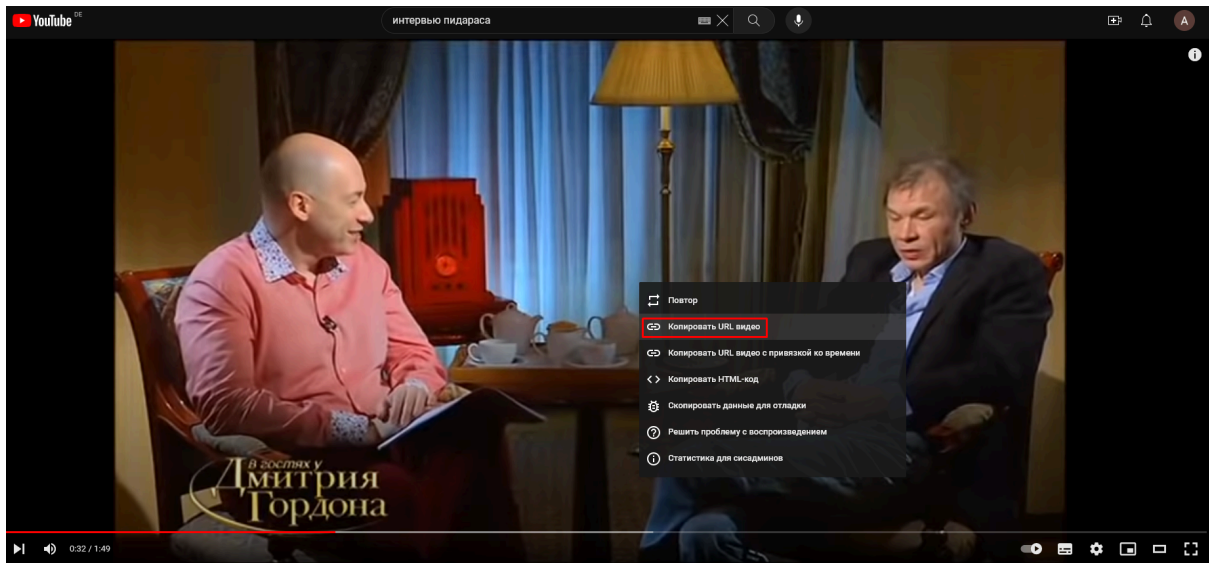 YouTube DE
интервью пидараса
A
Повтор
Копировать URL видео
Копировать URL видео с привязкой ко времени
Копировать HTML-код
Скопировать данные для отладки
Решить проблему с воспроизведением
Статистика для сисадминов
В гостях у
Дмитрия
Гордона
0:32 / 1:49